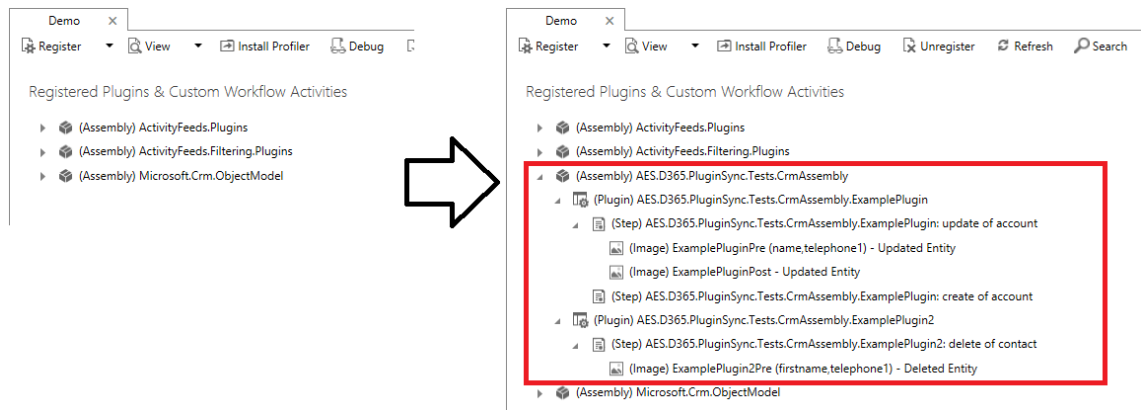 Demo
Register View Install Profiler Debug
Registered Plugins & Custom Workflow Activities
(Assembly) ActivityFeeds.Plugins
(Assembly) ActivityFeeds.Filtering.Plugins
(Assembly) Microsoft.Crm.ObjectModel
Demo
Register View Install Profiler Debug Unregister Refresh Search
Registered Plugins & Custom Workflow Activities
(Assembly) ActivityFeeds.Plugins
(Assembly) ActivityFeeds.Filtering.Plugins
(Assembly) AES.D365.PluginSync.Tests.CrmAssembly
(Plugin) AES.D365.PluginSync.Tests.CrmAssembly.ExamplePlugin
(Step) AES.D365.PluginSync.Tests.CrmAssembly.ExamplePlugin: update of account
(Image) ExamplePluginPre (name,telephone1) - Updated Entity
(Image) ExamplePluginPost - Updated Entity
(Step) AES.D365.PluginSync.Tests.CrmAssembly.ExamplePlugin: create of account
(Plugin) AES.D365.PluginSync.Tests.CrmAssembly.ExamplePlugin2
(Step) AES.D365.PluginSync.Tests.CrmAssembly.ExamplePlugin2: delete of contact
(Image) ExamplePlugin2Pre (firstname,telephone1) - Deleted Entity
(Assembly) Microsoft.Crm.ObjectModel